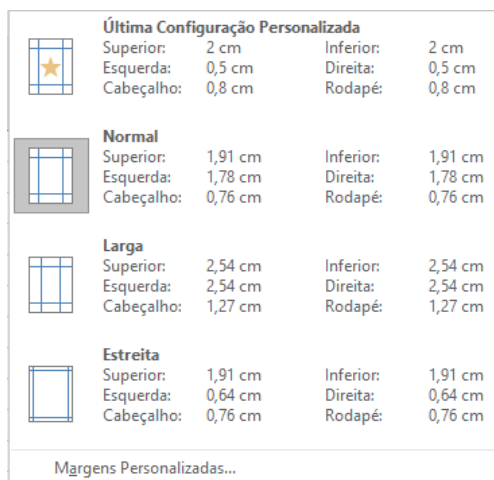 Última Configuração Personalizada
Superior: 2 cm Inferior: 2 cm
Esquerda: 0,5 cm Direita: 0,5 cm
Cabeçalho: 0,8 cm Rodapé: 0,8 cm
Normal
Superior: 1,91 cm Inferior: 1,91 cm
Esquerda: 1,78 cm Direita: 1,78 cm
Cabeçalho: 0,76 cm Rodapé: 0,76 cm
Larga
Superior: 2,54 cm Inferior: 2,54 cm
Esquerda: 2,54 cm Direita: 2,54 cm
Cabeçalho: 1,27 cm Rodapé: 1,27 cm
Estreita
Superior: 1,91 cm Inferior: 1,91 cm
Esquerda: 0,64 cm Direita: 0,64 cm
Cabeçalho: 0,76 cm Rodapé: 0,76 cm
Margens Personalizadas...